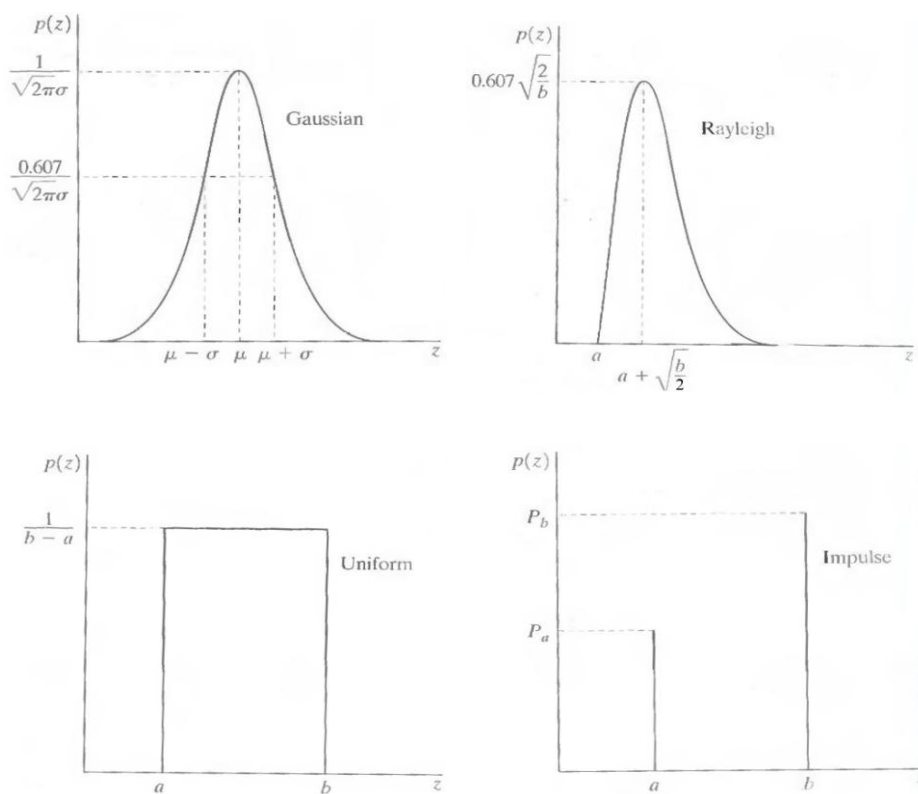 p(z)
1
√2πσ
Gaussian
0.607
√2πσ
μ − σ μ μ + σ z
p(z)
0.607 √2/b
Rayleigh
a z
a + √b/2
p(z)
1
b − a
Uniform
a b z
p(z)
P_b
Impulse
P_a
a b